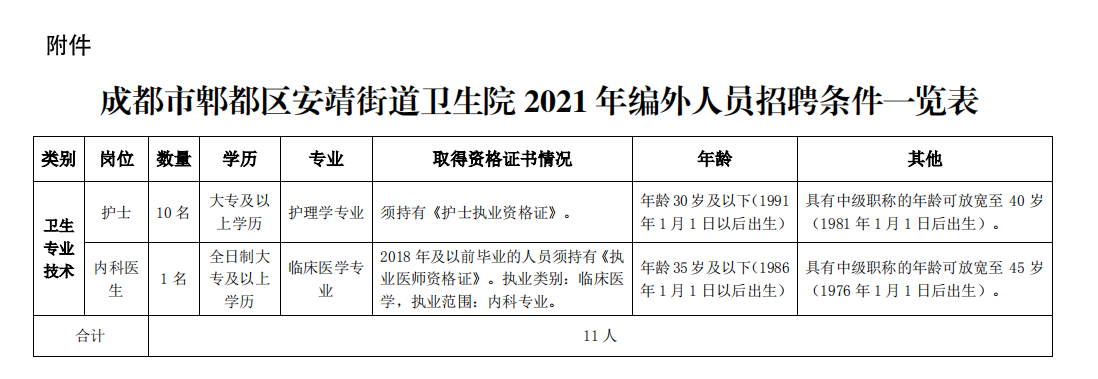 附件
成都市郫都区安靖街道卫生院 2021 年编外人员招聘条件一览表
类别 岗位 数量 学历 专业 取得资格证书情况 年龄 其他
卫生
专业
技术
护士
10 名
大专及以
上学历
护理学专业
须持有《护士执业资格证》。
年龄 30 岁及以下（1991
年 1 月 1 日以后出生）
具有中级职称的年龄可放宽至 40 岁
（1981 年 1 月 1 日后出生）。
内科医
生
1 名
全日制大
专及以上
学历
临床医学专
业
2018 年及以前毕业的人员须持有《执
业医师资格证》。执业类别：临床医
学，执业范围：内科专业。
年龄 35 岁及以下（1986
年 1 月 1 日以后出生）
具有中级职称的年龄可放宽至 45 岁
（1976 年 1 月 1 日后出生）。
合计
11 人